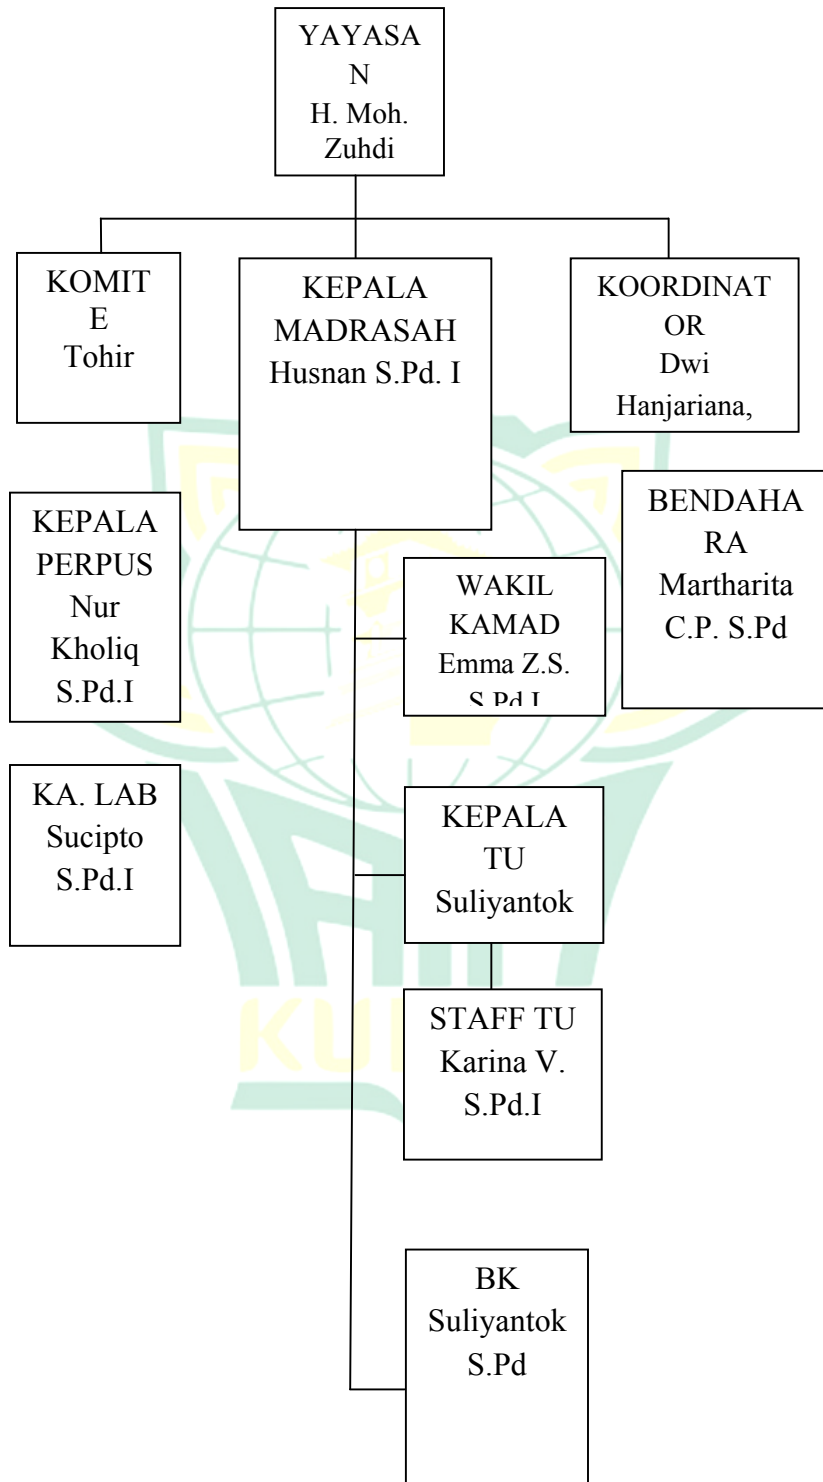 YAYASA
N
H. Moh.
Zuhdi
KOMIT
E
Tohir
KEPALA
MADRASAH
Husnan S.Pd. I
KOORDINAT
OR
Dwi
Hanjariana,
KEPALA
PERPUS
Nur
Kholiq
S.Pd.I
WAKIL
KAMAD
Emma Z.S.
S.Pd.I
BENDAHA
RA
Martharita
C.P. S.Pd
KA. LAB
Sucipto
S.Pd.I
KEPALA
TU
Suliyantok
STAFF TU
Karina V.
S.Pd.I
BK
Suliyantok
S.Pd